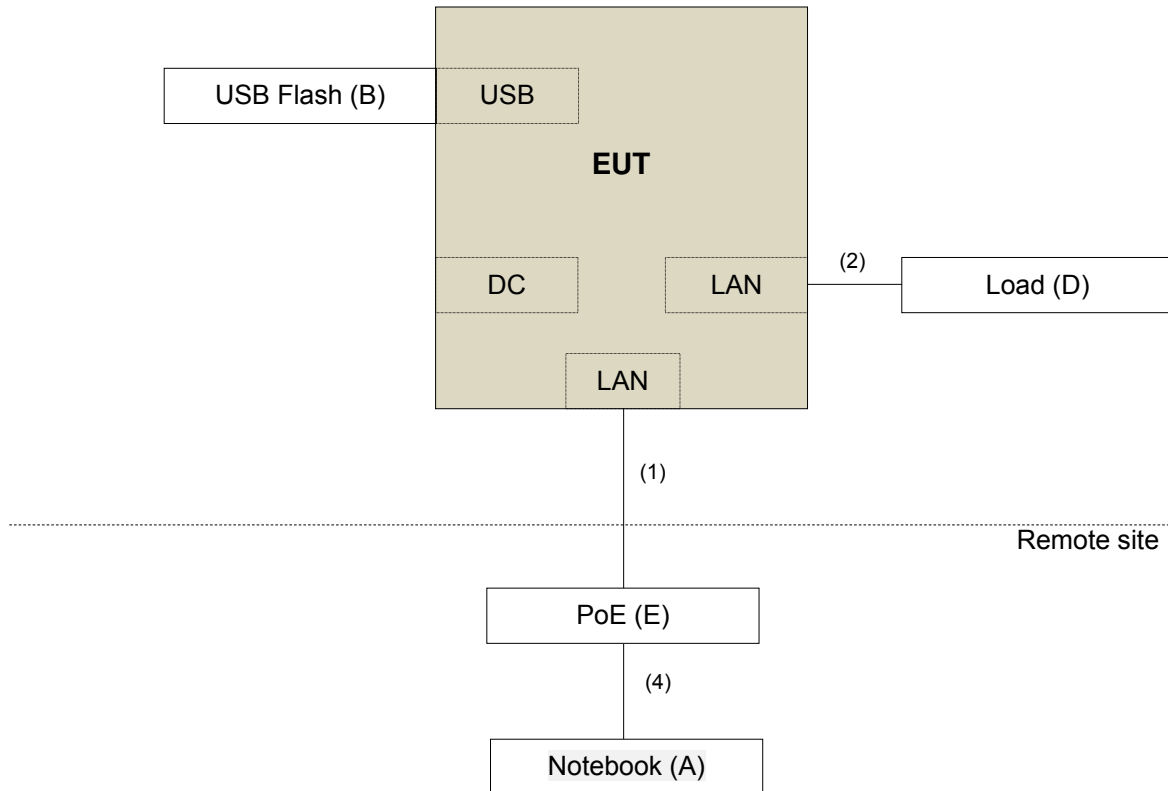 USB Flash (B)
USB
EUT
DC
LAN
(2)
Load (D)
LAN
(1)
Remote site
PoE (E)
(4)
Notebook (A)